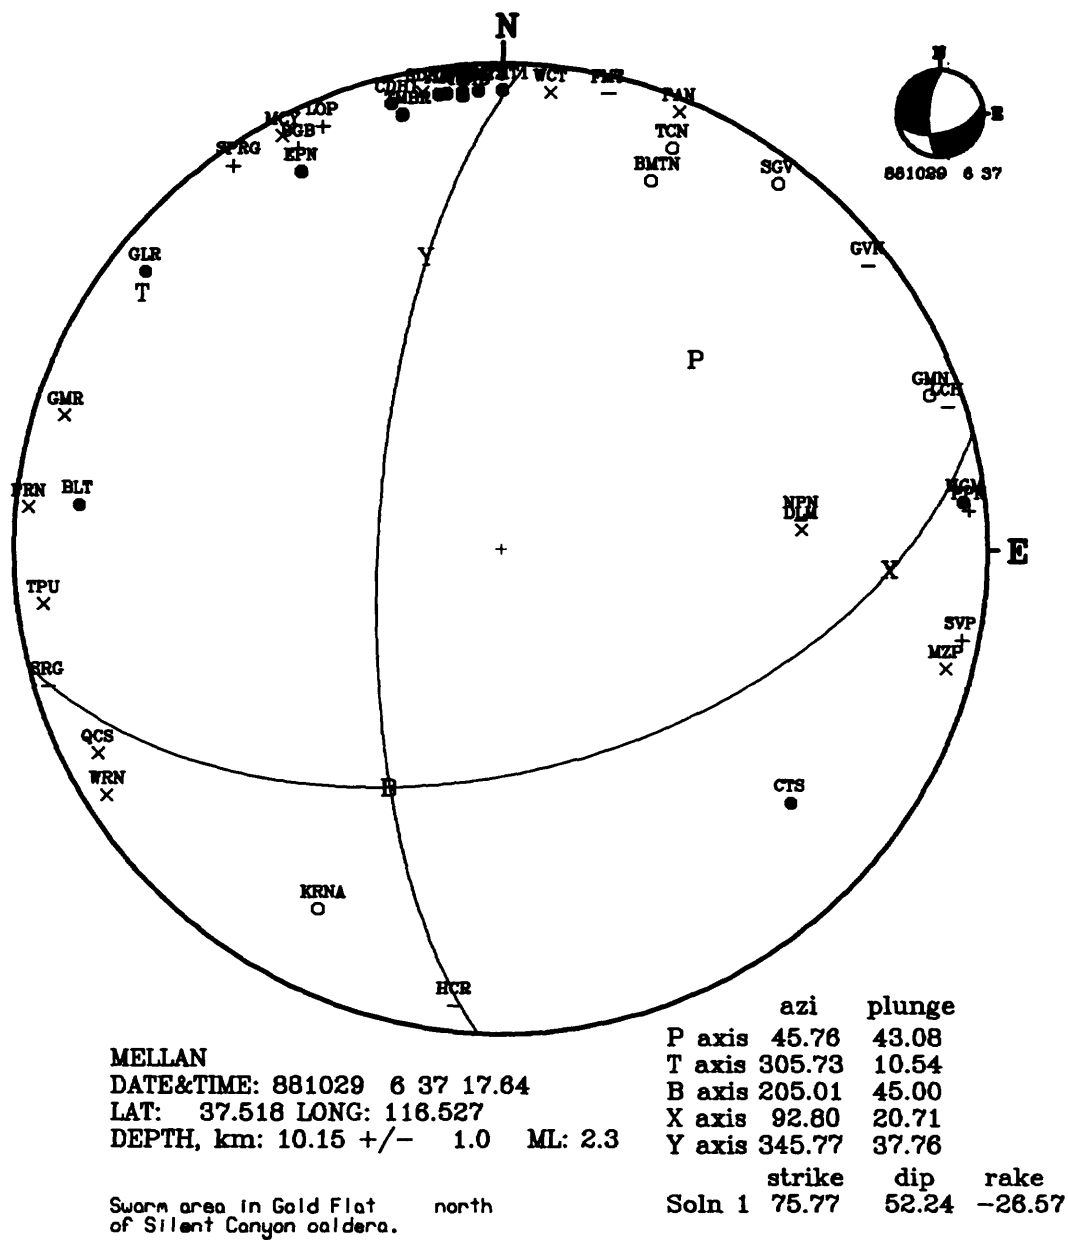 N
N
WCT
CDH1
LOP
MCY
EGB
SPRG
EPN
PAN
TCN
BMTN
SGV
E
881029 6 37
GLR
T
Y
GVN
P
GMN
GMR
BLT
NPN
DLM
E
X
TPU
SVP
MZP
SRG
QCS
WRN
B
CTS
KRNA
HCR
azi plunge
P axis 45.76 43.08
T axis 305.73 10.54
B axis 205.01 45.00
X axis 92.80 20.71
Y axis 345.77 37.76
strike dip rake
Soln 1 75.77 52.24 -26.57
MELLAN
DATE&TIME: 881029 6 37 17.64
LAT: 37.518 LONG: 116.527
DEPTH, km: 10.15 +/- 1.0 ML: 2.3
Swarm area in Gold Flat north
of Silent Canyon caldera.